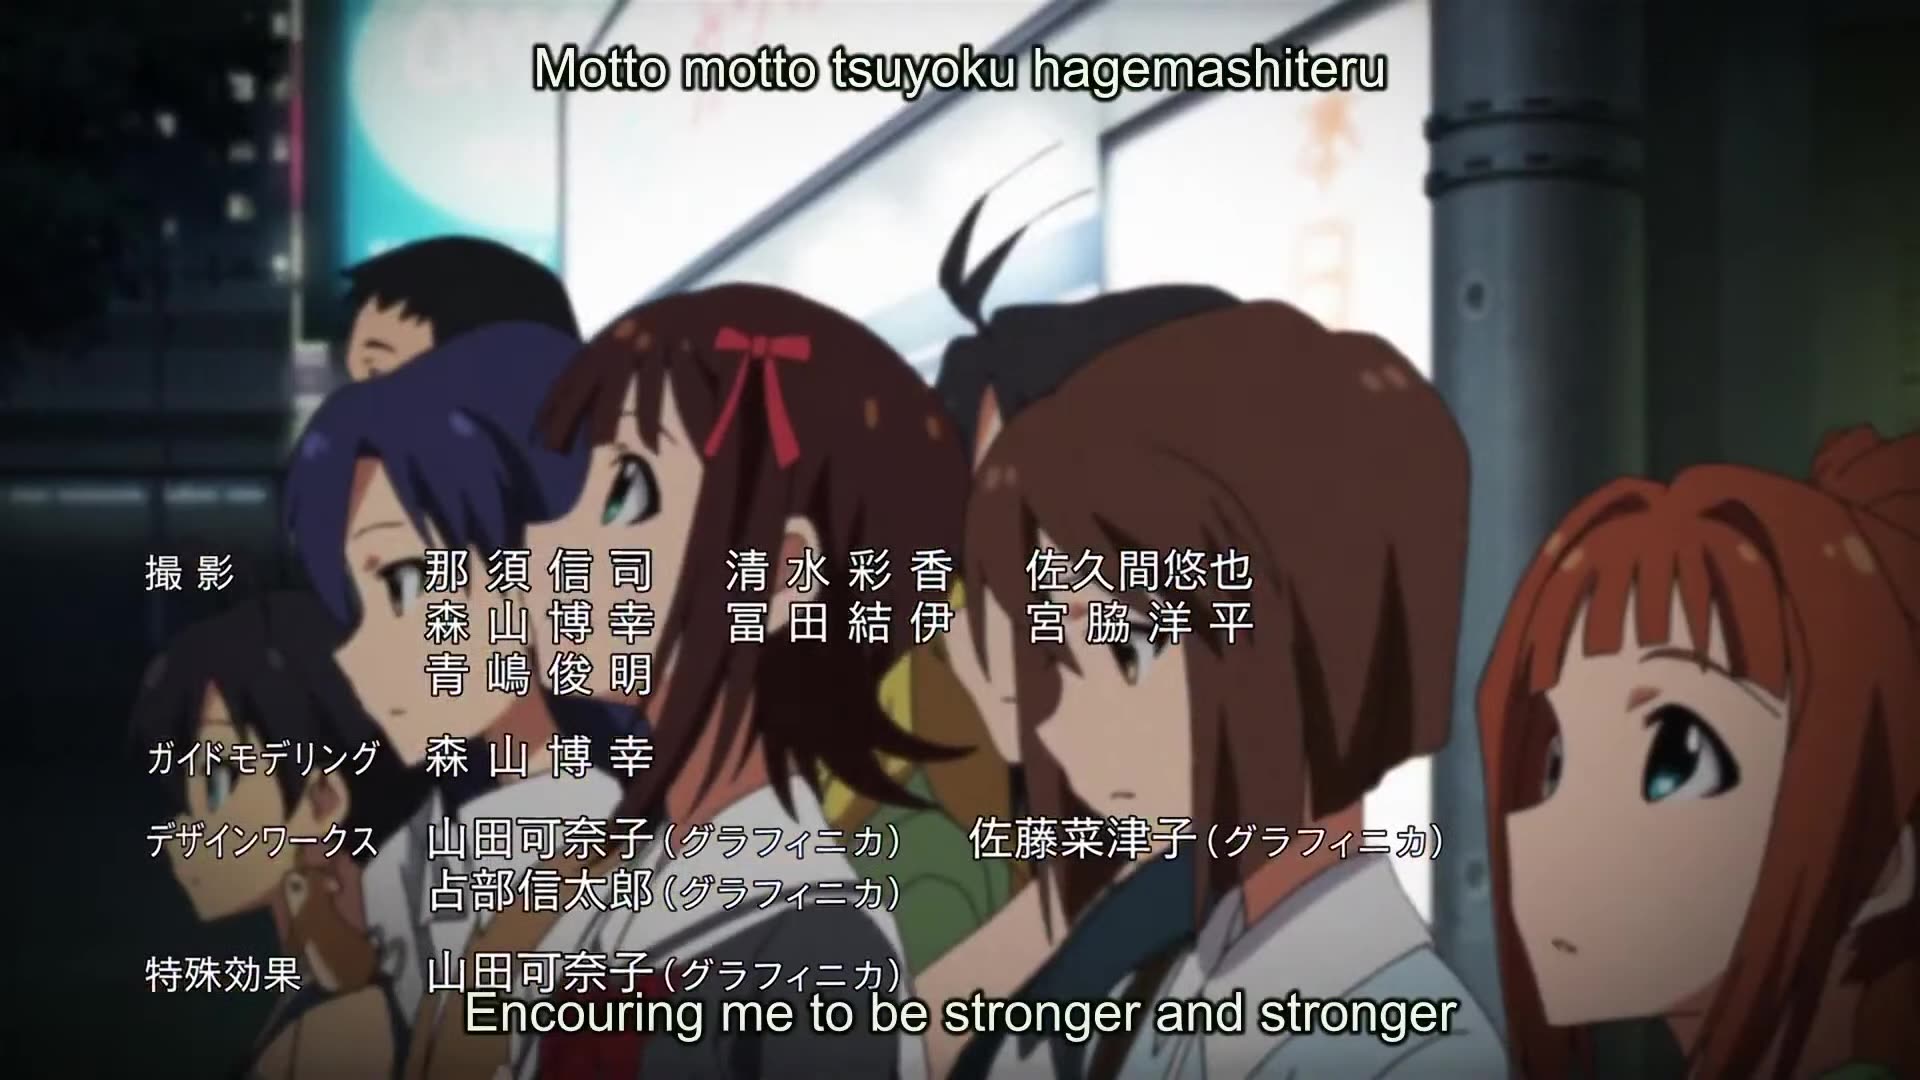 Motto motto tsuyoku hagemashiteru
撮影 那須信司 清水彩香 佐久間悠也
森山博幸 冨田結伊 宮脇洋平
青嶋俊明
ガイドモデリング 森山博幸
デザインワークス 山田可奈子(グラフィニカ) 佐藤菜津子(グラフィニカ)
占部信太郎(グラフィニカ)
特殊効果 山田可奈子(グラフィニカ)
Encouring me to be stronger and stronger